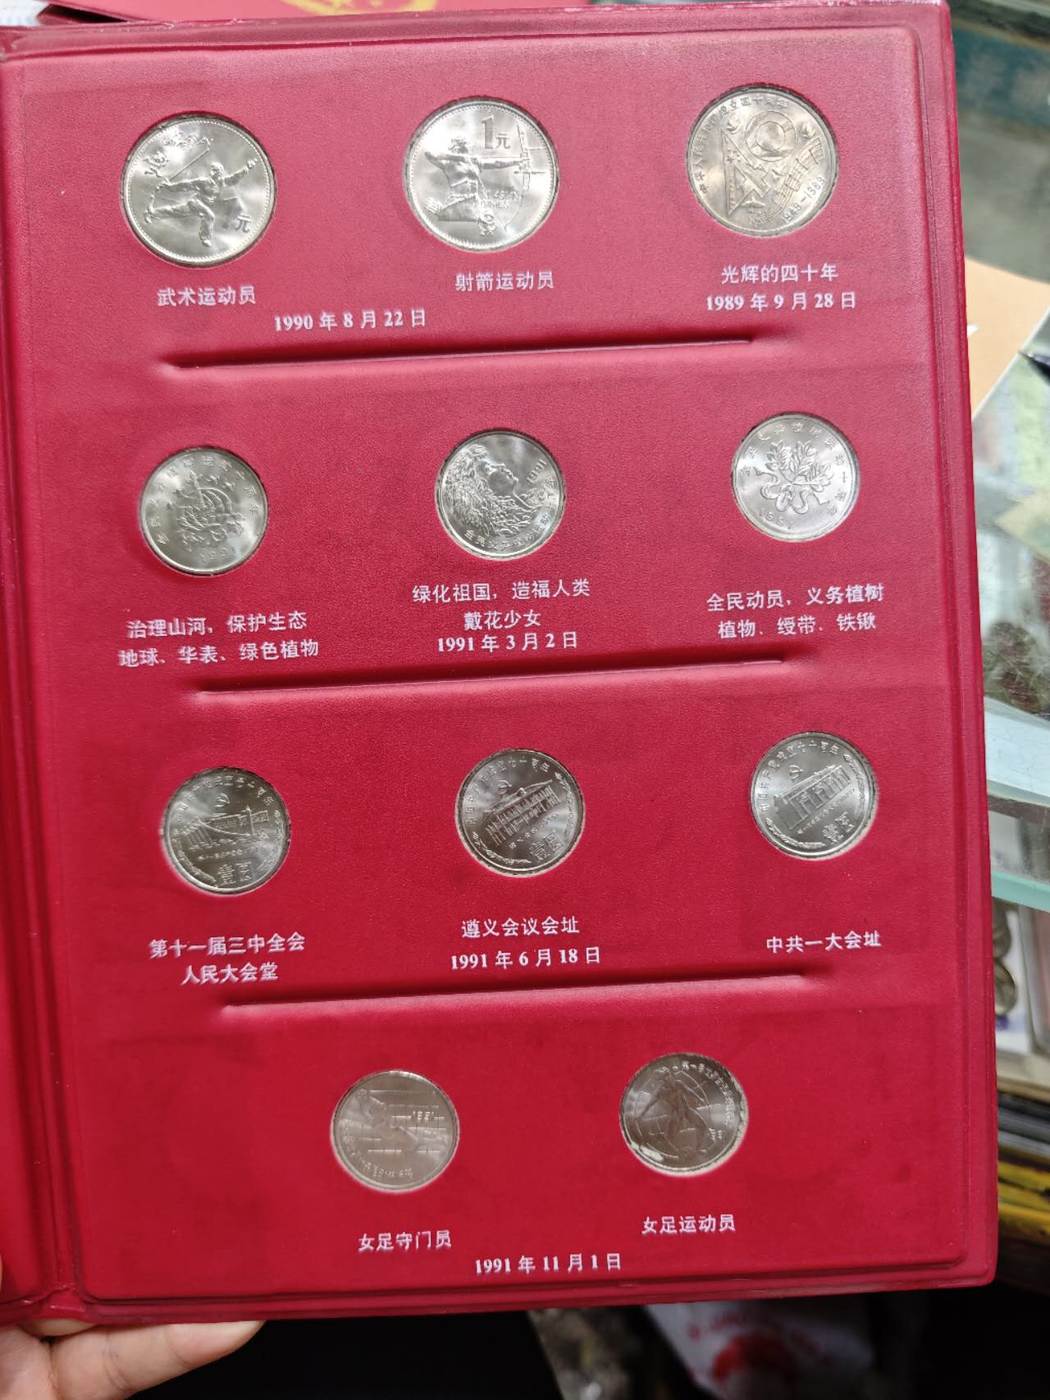 1元
元
武术运动员
射箭运动员
1990 年 8 月 22 日
光辉的四十年
1989 年 9 月 28 日
治理山河，保护生态
地球、华表、绿色植物
绿化祖国，造福人类
戴花少女
1991 年 3 月 2 日
全民动员，义务植树
植物、绶带、铁锹
第十一届三中全会
人民大会堂
遵义会议会址
1991 年 6 月 18 日
中共一大会址
1991
女足守门员
女足运动员
1991 年 11 月 1 日